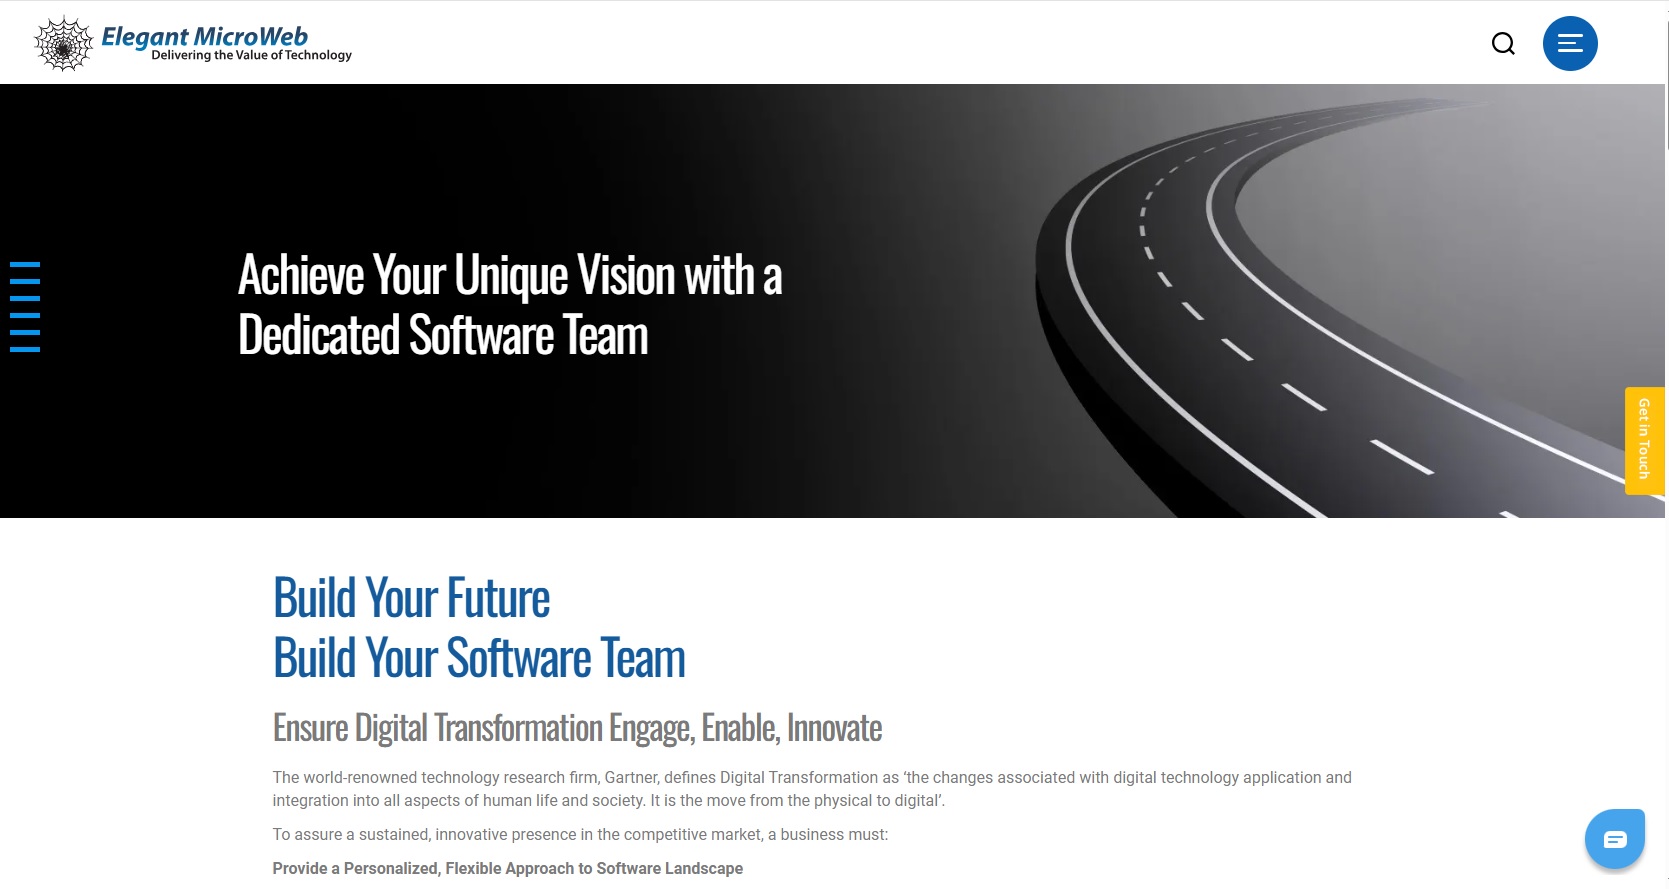 Elegant MicroWeb
Delivering the Value of Technology
Achieve Your Unique Vision with a
Dedicated Software Team
Get in Touch
Build Your Future
Build Your Software Team
Ensure Digital Transformation Engage, Enable, Innovate
The world-renowned technology research firm, Gartner, defines Digital Transformation as ‘the changes associated with digital technology application and
integration into all aspects of human life and society. It is the move from the physical to digital’.
To assure a sustained, innovative presence in the competitive market, a business must:
Provide a Personalized, Flexible Approach to Software Landscape